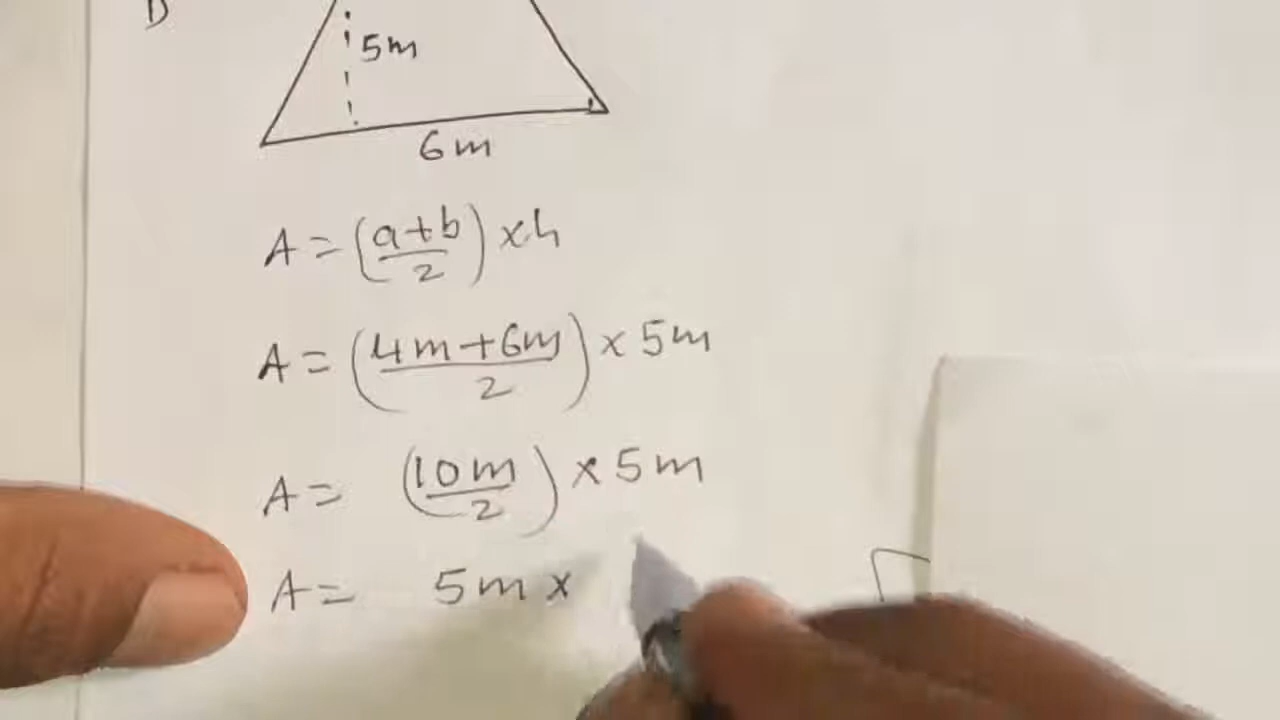 5m
6m
A = (a+b/2) × h
A = (4m+6m/2) × 5m
A = (10m/2) × 5m
A = 5m ×